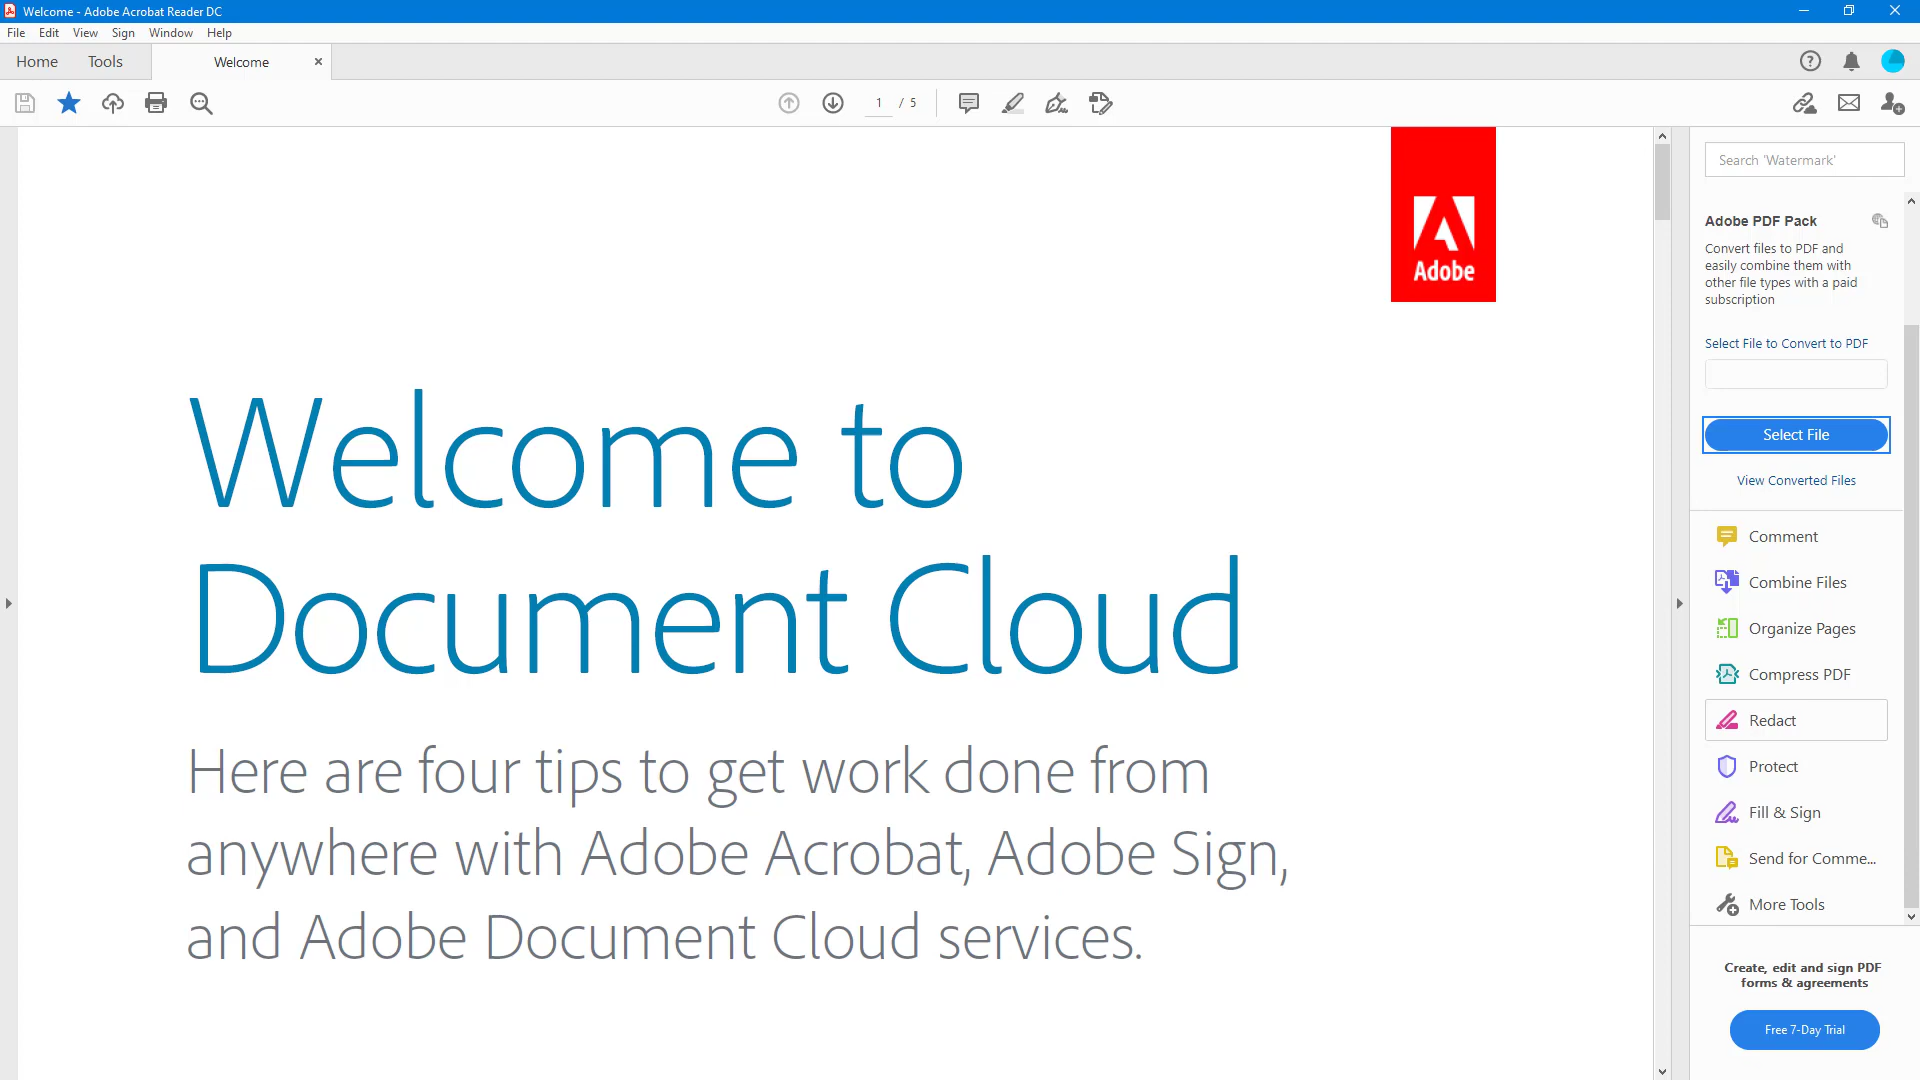 Welcome - Adobe Acrobat Reader DC
File Edit View Sign Window Help
Home Tools Welcome
1 / 5
Search 'Watermark'
Adobe
Adobe PDF Pack
Convert files to PDF and
easily combine them with
other file types with a paid
subscription
Select File to Convert to PDF
Select File
View Converted Files
Welcome to
Document Cloud
Here are four tips to get work done from
anywhere with Adobe Acrobat, Adobe Sign,
and Adobe Document Cloud services.
Comment
Combine Files
Organize Pages
Compress PDF
Redact
Protect
Fill & Sign
Send for Comme...
More Tools
Create, edit and sign PDF
forms & agreements
Free 7-Day Trial